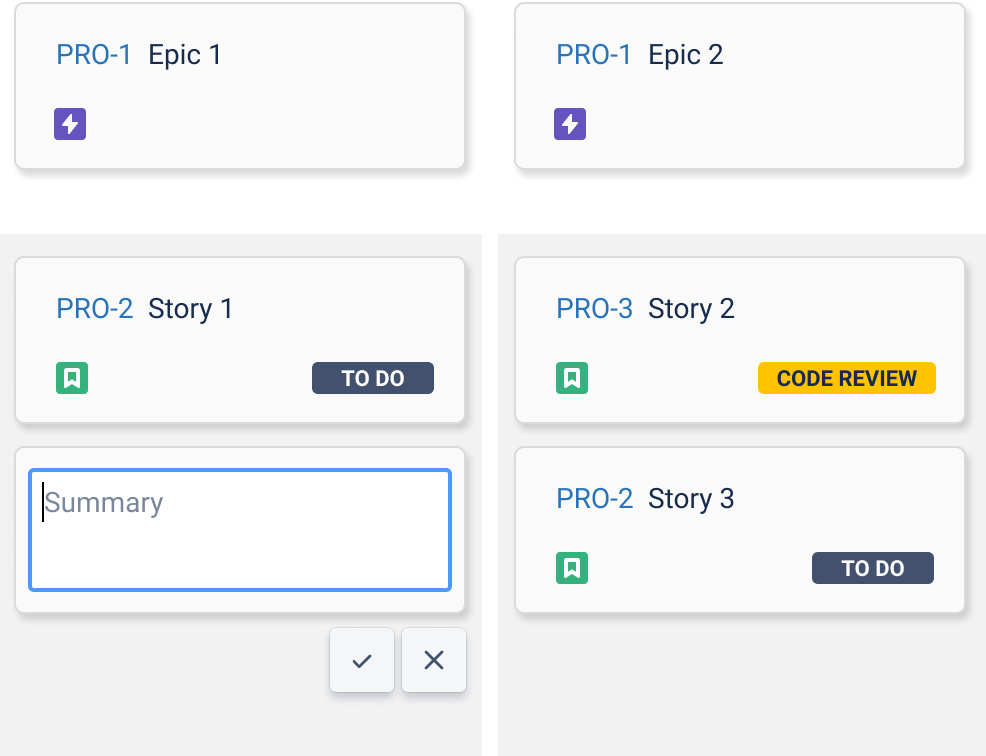 PRO-1 Epic 1
PRO-1 Epic 2
PRO-2 Story 1
TO DO
PRO-3 Story 2
CODE REVIEW
Summary
PRO-2 Story 3
TO DO